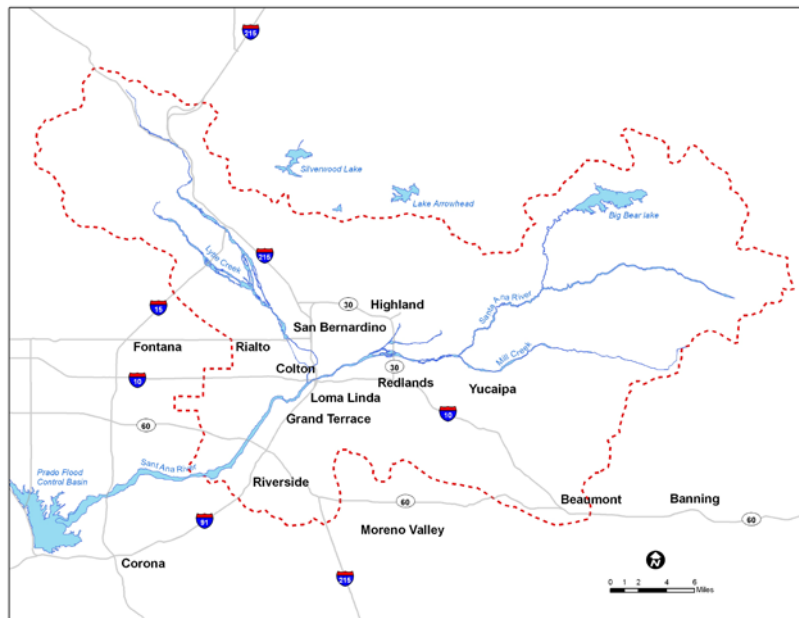 215
Silverwood Lake
Lake Arrowhead
Big Bear lake
Lytle Creek
215
15
30
Highland
Santa Ana River
San Bernardino
Fontana
Rialto
Mill Creek
Colton
30
10
Redlands
Yucaipa
Loma Linda
10
Grand Terrace
60
Sant Ana River
Prado Flood
Control Basin
Riverside
Beaumont
Banning
60
60
91
Moreno Valley
Corona
N
215
0 1 2 4 6
Miles